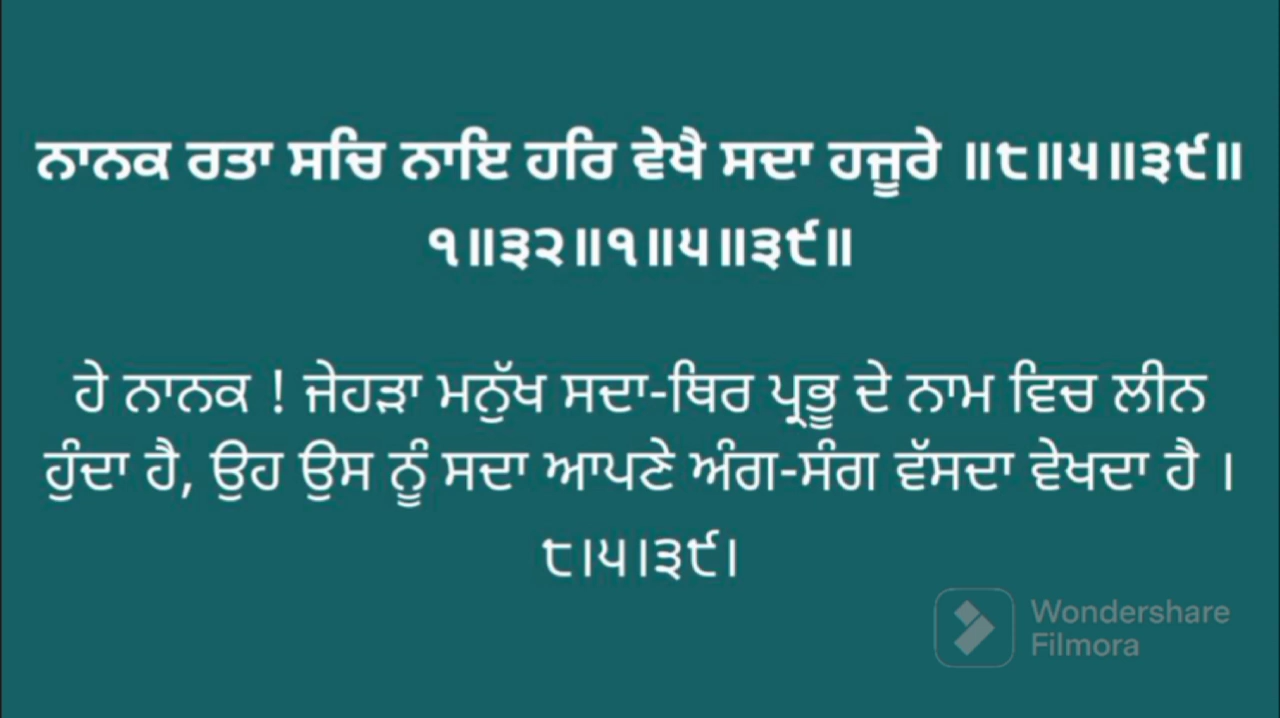 ਨਾਨਕ ਰਤਾ ਸਚਿ ਨਾਇ ਹਰਿ ਵੇਖੈ ਸਦਾ ਹਜੂਰੇ ॥੮॥੫॥੩੯॥
੧॥੩੨॥੧॥੫॥੩੯॥
ਹੇ ਨਾਨਕ ! ਜੇਹੜਾ ਮਨੁੱਖ ਸਦਾ-ਥਿਰ ਪ੍ਰਭੂ ਦੇ ਨਾਮ ਵਿਚ ਲੀਨ
ਹੁੰਦਾ ਹੈ, ਉਹ ਉਸ ਨੂੰ ਸਦਾ ਆਪਣੇ ਅੰਗ-ਸੰਗ ਵੱਸਦਾ ਵੇਖਦਾ ਹੈ ।
੮।੫।੩੯।
Wondershare
Filmora